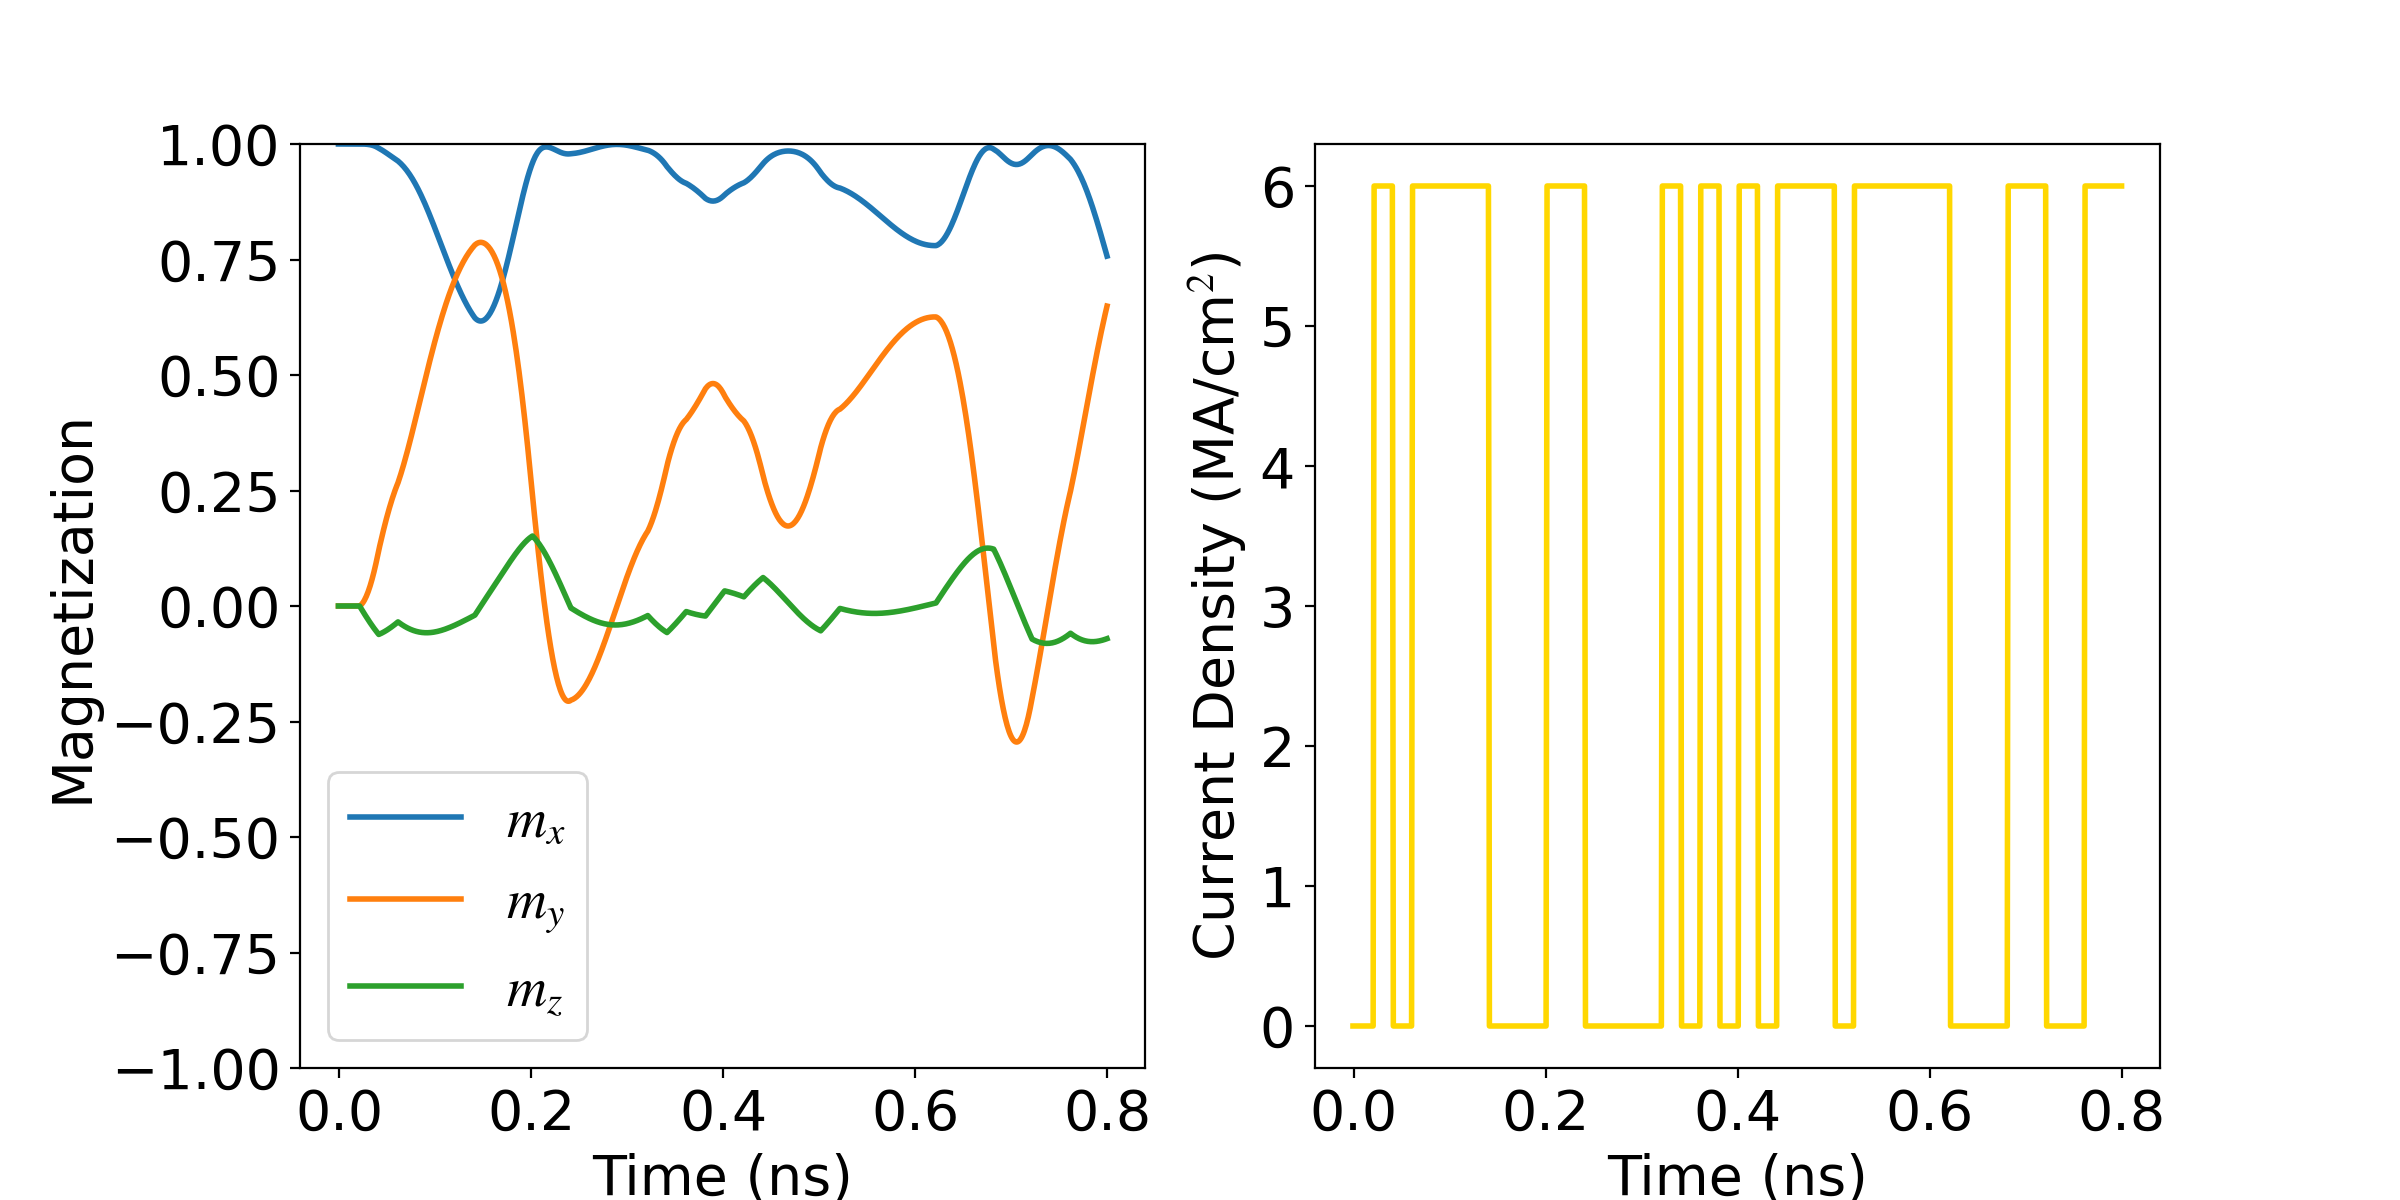 Magnetization
1.00
0.75
0.50
0.25
0.00
−0.25
−0.50
−0.75
−1.00
m_x
m_y
m_z
0.0 0.2 0.4 0.6 0.8
Time (ns)
Current Density (MA/cm²)
6
5
4
3
2
1
0
0.0 0.2 0.4 0.6 0.8
Time (ns)